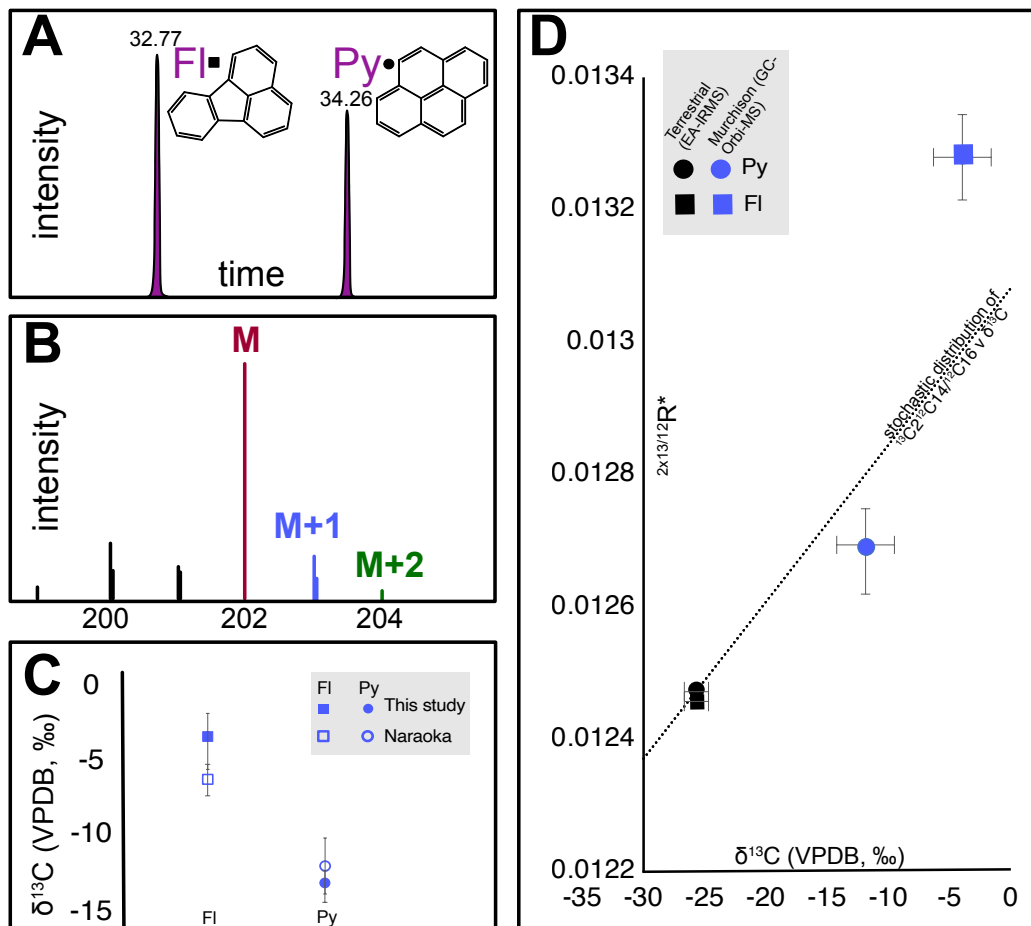 A
32.77
Fl
Py
34.26
intensity
time
B
M
M+1
M+2
intensity
200
202
204
C
0
-5
-10
-15
δ¹³C (VPDB, ‰)
Fl Py
This study
Naraoka
Fl
Py
D
0.0134
0.0132
0.013
0.0128
0.0126
0.0124
0.0122
²ˣ¹³/¹²R*
Terrestrial
(EA-IRMS)
Murchison (GC-
Orbi-MS)
Py
Fl
stochastic distribution of
¹³C2¹²C14/¹²C16 v δ¹³C
δ¹³C (VPDB, ‰)
-35 -30 -25 -20 -15 -10 -5 0